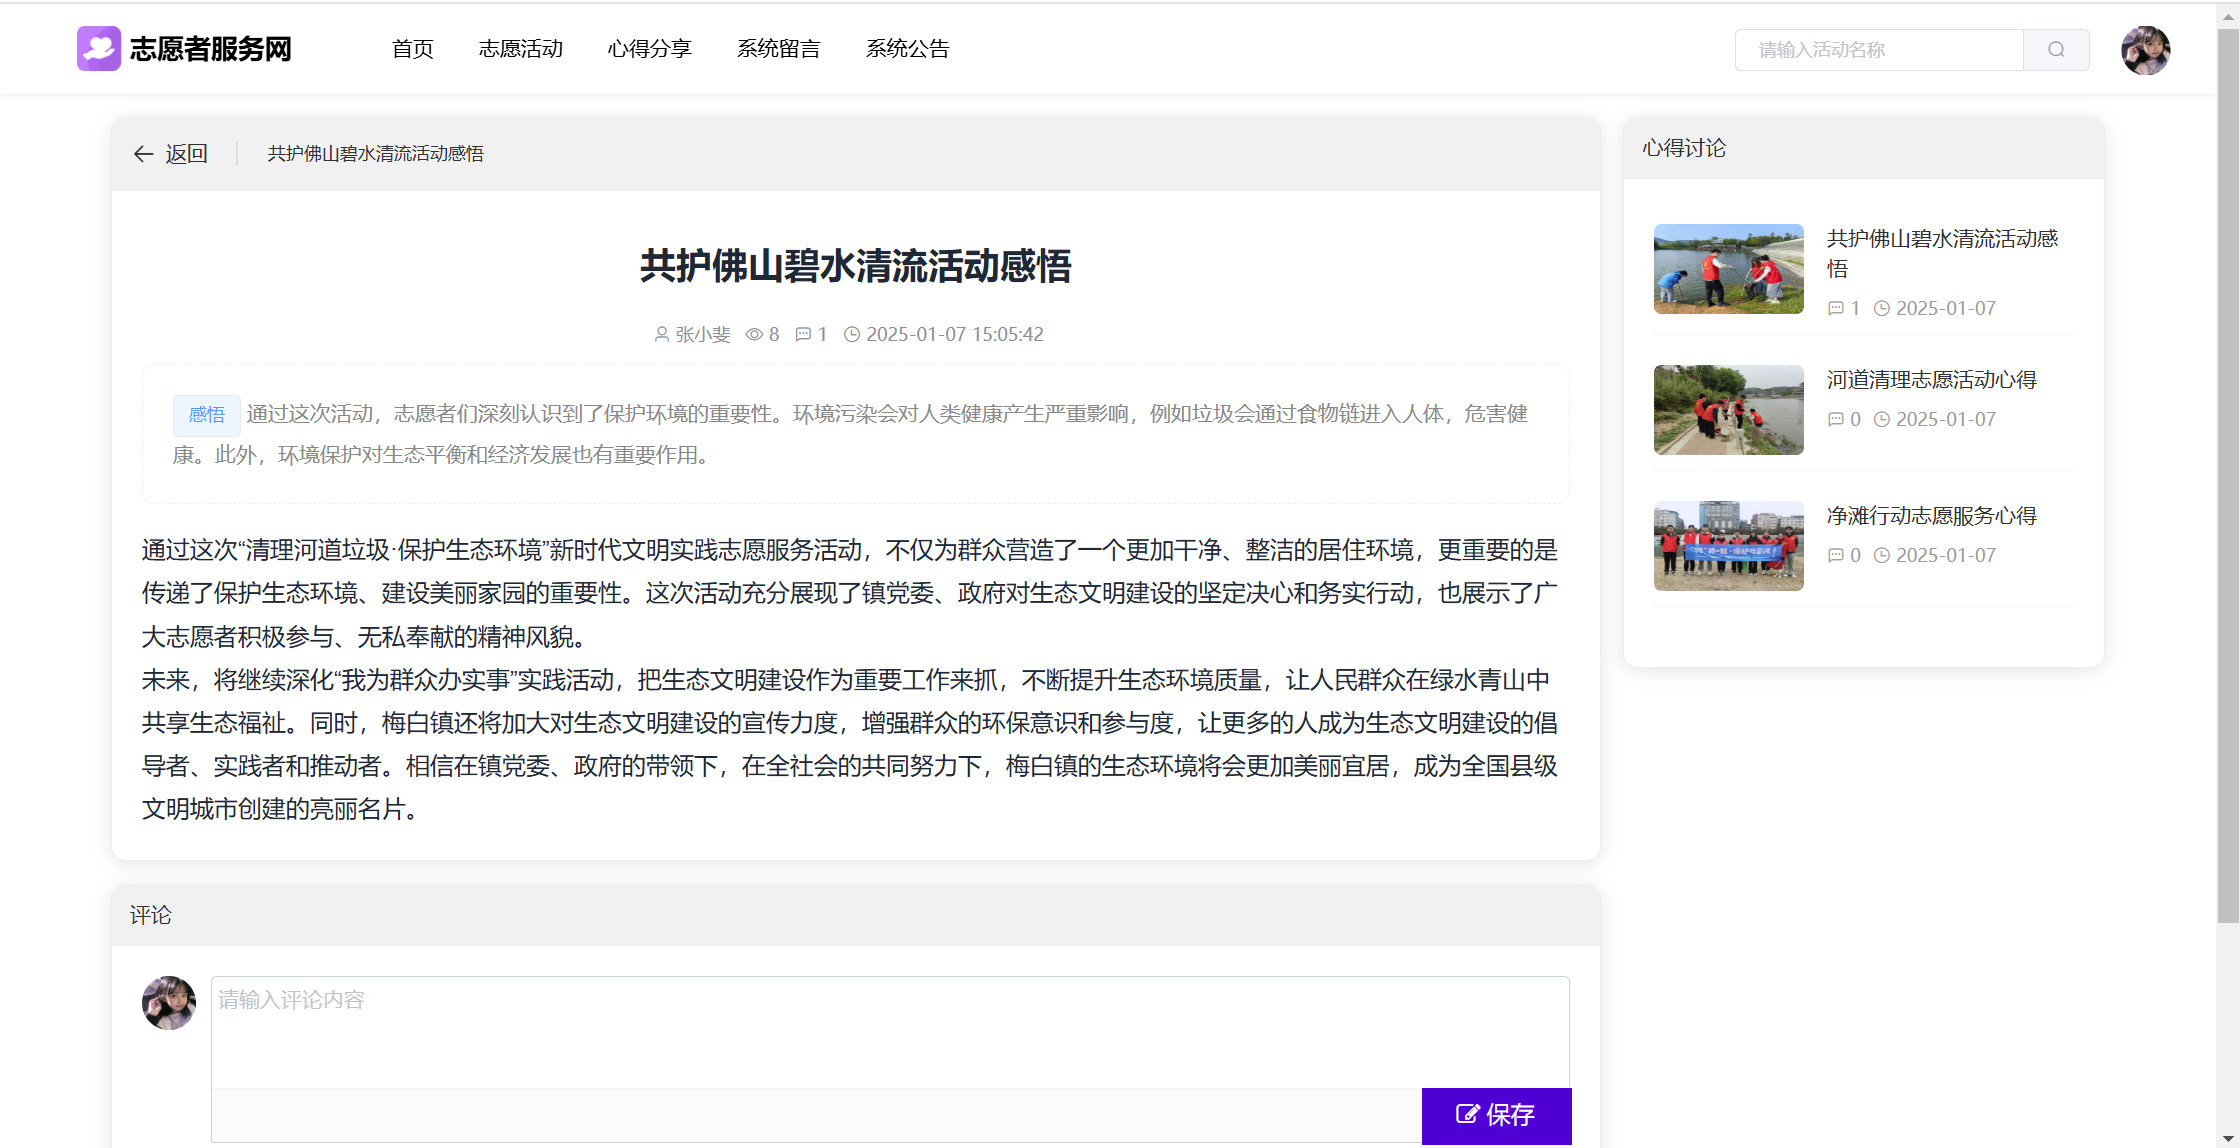 志愿者服务网
首页
志愿活动
心得分享
系统留言
系统公告
请输入活动名称
返回
共护佛山碧水清流活动感悟
共护佛山碧水清流活动感悟
张小斐 8 1 2025-01-07 15:05:42
感悟 通过这次活动，志愿者们深刻认识到了保护环境的重要性。环境污染会对人类健康产生严重影响，例如垃圾会通过食物链进入人体，危害健
康。此外，环境保护对生态平衡和经济发展也有重要作用。
通过这次“清理河道垃圾·保护生态环境”新时代文明实践志愿服务活动，不仅为群众营造了一个更加干净、整洁的居住环境，更重要的是
传递了保护生态环境、建设美丽家园的重要性。这次活动充分展现了镇党委、政府对生态文明建设的坚定决心和务实行动，也展示了广
大志愿者积极参与、无私奉献的精神风貌。
未来，将继续深化“我为群众办实事”实践活动，把生态文明建设作为重要工作来抓，不断提升生态环境质量，让人民群众在绿水青山中
共享生态福祉。同时，梅白镇还将加大对生态文明建设的宣传力度，增强群众的环保意识和参与度，让更多的人成为生态文明建设的倡
导者、实践者和推动者。相信在镇党委、政府的带领下，在全社会的共同努力下，梅白镇的生态环境将会更加美丽宜居，成为全国县级
文明城市创建的亮丽名片。
评论
请输入评论内容
保存
心得讨论
共护佛山碧水清流活动感
悟
1 2025-01-07
河道清理志愿活动心得
0 2025-01-07
净滩行动志愿服务心得
0 2025-01-07